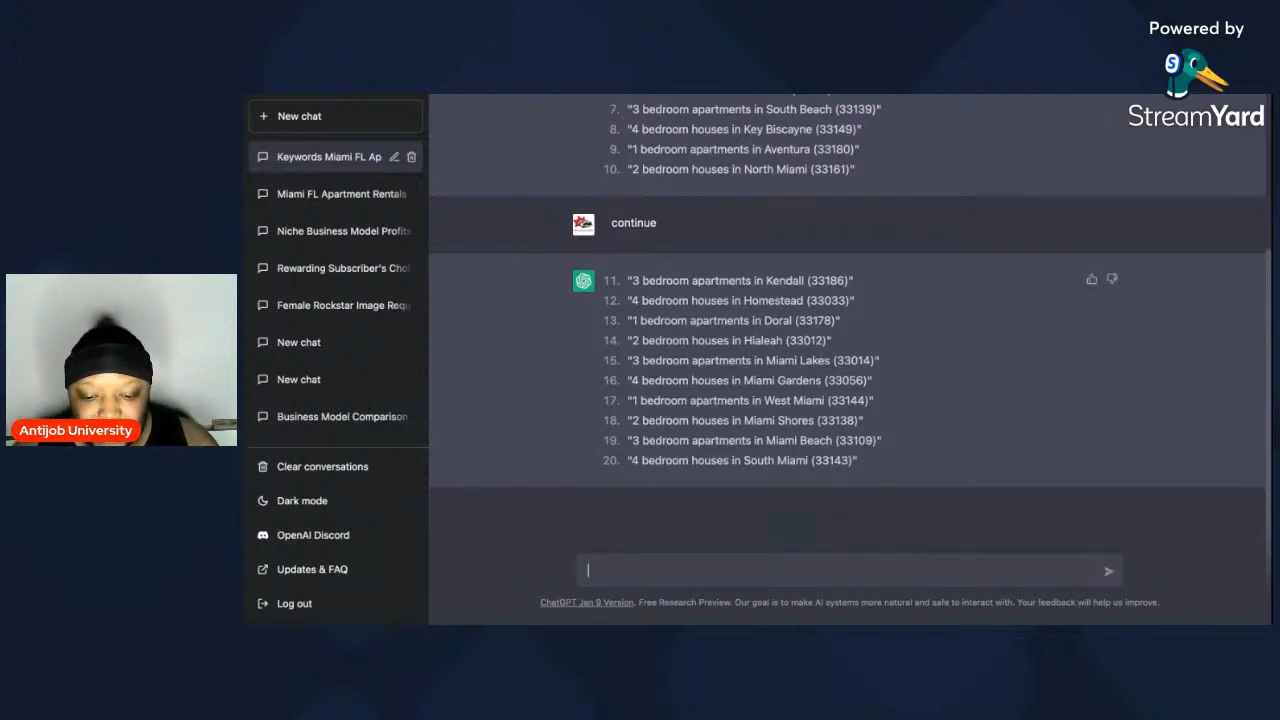 Powered by
S
StreamYard
New chat
Keywords Miami FL Ap
Miami FL Apartment Rentals
Niche Business Model Profits
Rewarding Subscriber's Choi
Female Rockstar Image Requ
New chat
New chat
Business Model Comparison
Clear conversations
Dark mode
OpenAI Discord
Updates & FAQ
Log out
7. "3 bedroom apartments in South Beach (33139)"
8. "4 bedroom houses in Key Biscayne (33149)"
9. "1 bedroom apartments in Aventura (33180)"
10. "2 bedroom houses in North Miami (33161)"
continue
11. "3 bedroom apartments in Kendall (33186)"
12. "4 bedroom houses in Homestead (33033)"
13. "1 bedroom apartments in Doral (33178)"
14. "2 bedroom houses in Hialeah (33012)"
15. "3 bedroom apartments in Miami Lakes (33014)"
16. "4 bedroom houses in Miami Gardens (33056)"
17. "1 bedroom apartments in West Miami (33144)"
18. "2 bedroom houses in Miami Shores (33138)"
19. "3 bedroom apartments in Miami Beach (33109)"
20. "4 bedroom houses in South Miami (33143)"
ChatGPT Jan 9 Version. Free Research Preview. Our goal is to make AI systems more natural and safe to interact with. Your feedback will help us improve.
Antijob University